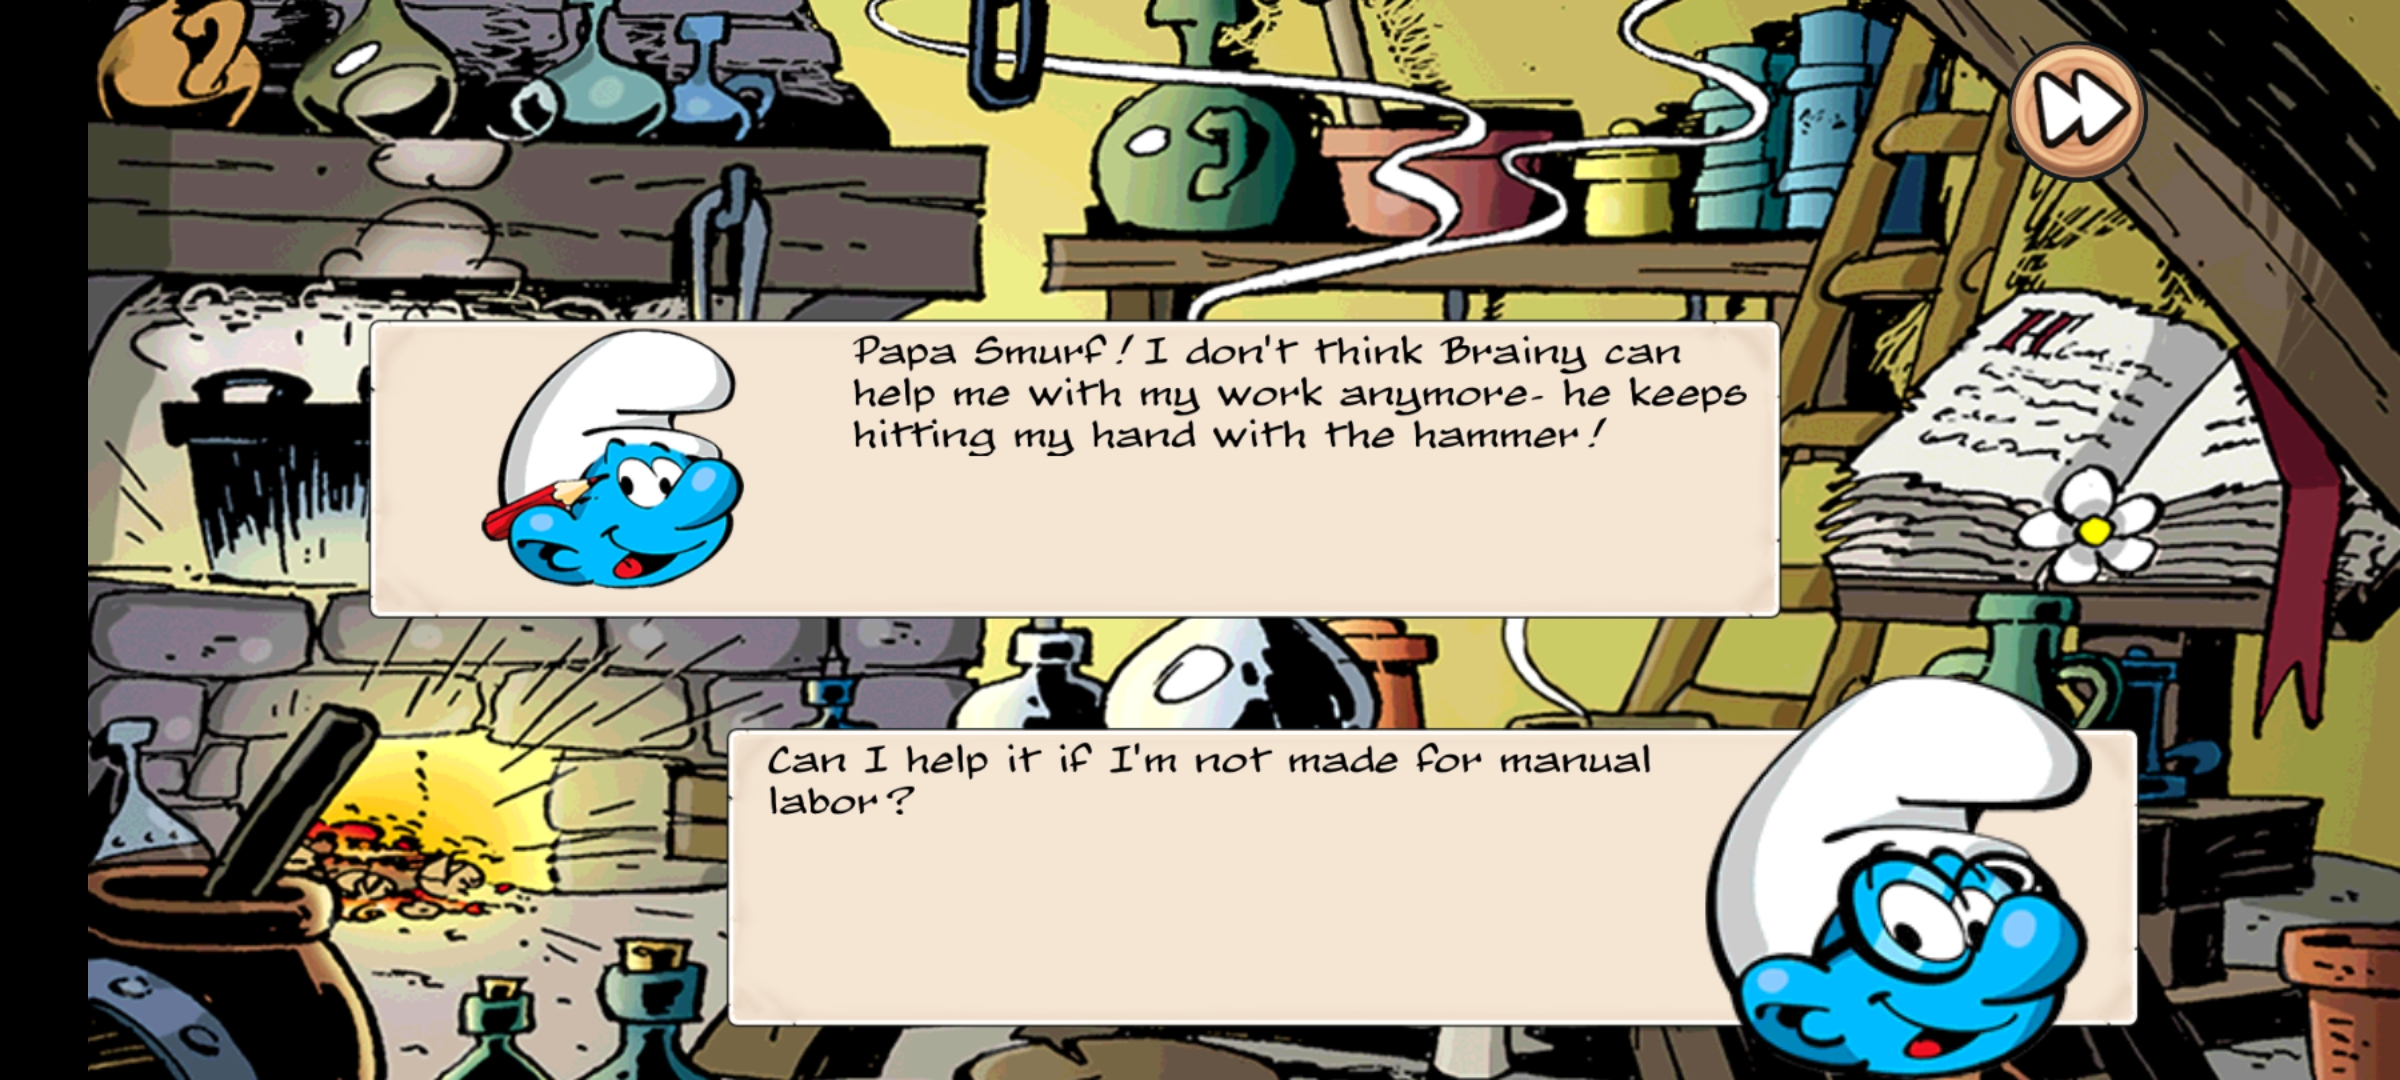 Papa Smurf! I don't think Brainy can
help me with my work anymore- he keeps
hitting my hand with the hammer!
Can I help it if I'm not made for manual
labor?